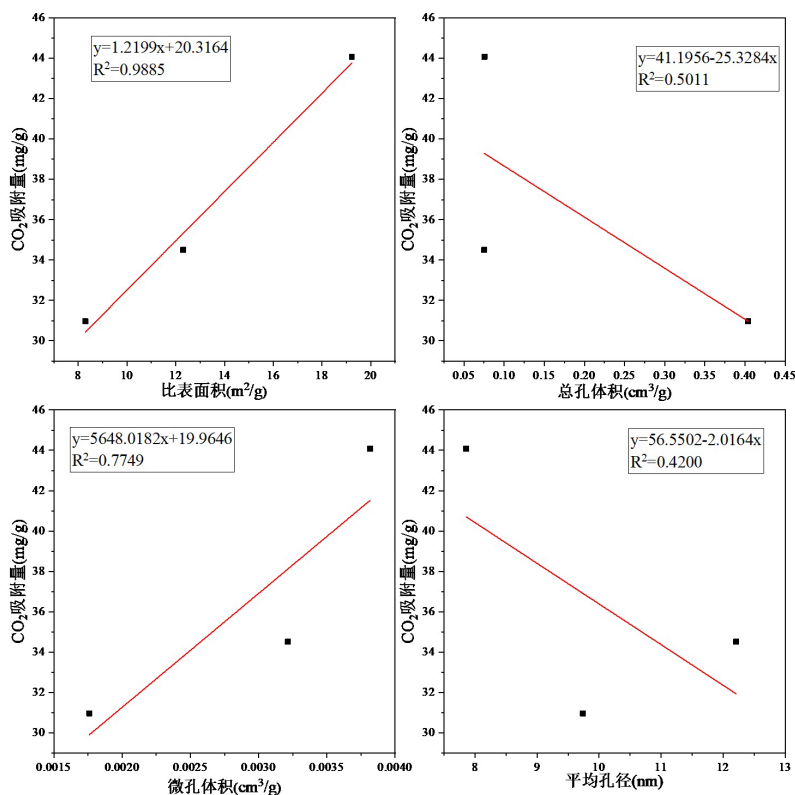 y=1.2199x+20.3164
R²=0.9885
CO₂吸附量(mg/g)
46
44
42
40
38
36
34
32
30
8 10 12 14 16 18 20
比表面积(m²/g)
y=41.1956-25.3284x
R²=0.5011
CO₂吸附量(mg/g)
46
44
42
40
38
36
34
32
30
0.05 0.10 0.15 0.20 0.25 0.30 0.35 0.40 0.45
总孔体积(cm³/g)
y=5648.0182x+19.9646
R²=0.7749
CO₂吸附量(mg/g)
46
44
42
40
38
36
34
32
30
0.0015 0.0020 0.0025 0.0030 0.0035 0.0040
微孔体积(cm³/g)
y=56.5502-2.0164x
R²=0.4200
CO₂吸附量(mg/g)
46
44
42
40
38
36
34
32
30
8 9 10 11 12 13
平均孔径(nm)